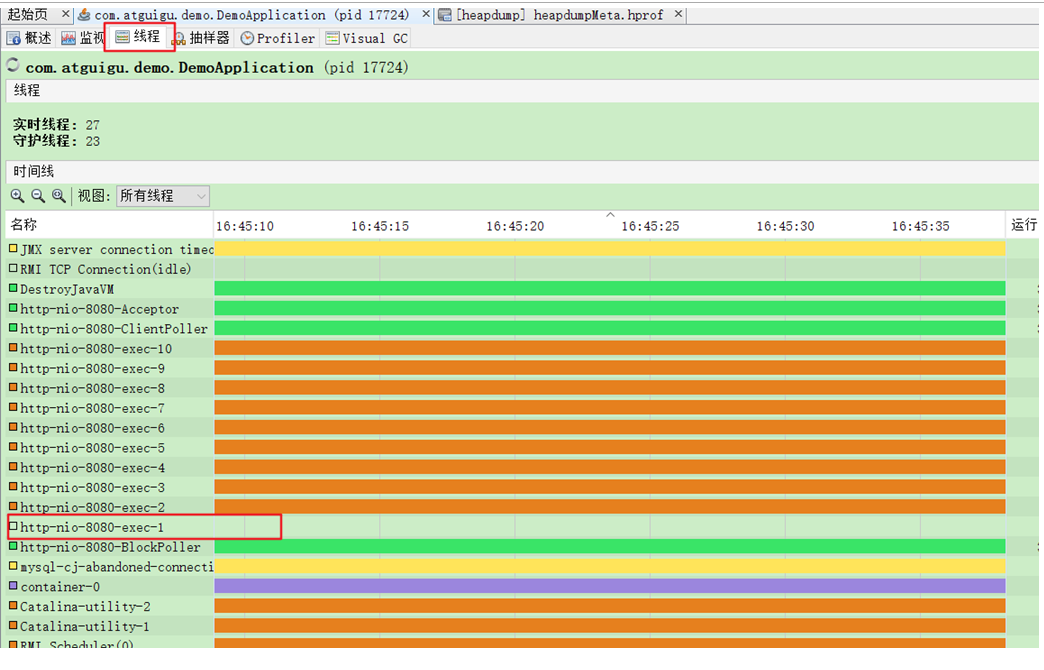 起始页 × com.atguigu.demo.DemoApplication (pid 17724) × [heapdump] heapdumpMeta.hprof ×
概述 监视 线程 抽样器 Profiler Visual GC
com.atguigu.demo.DemoApplication (pid 17724)
线程
实时线程: 27
守护线程: 23
时间线
视图: 所有线程
名称 16:45:10 16:45:15 16:45:20 16:45:25 16:45:30 16:45:35 运行
JMX server connection timeo
RMI TCP Connection(idle)
DestroyJavaVM
http-nio-8080-Acceptor
http-nio-8080-ClientPoller
http-nio-8080-exec-10
http-nio-8080-exec-9
http-nio-8080-exec-8
http-nio-8080-exec-7
http-nio-8080-exec-6
http-nio-8080-exec-5
http-nio-8080-exec-4
http-nio-8080-exec-3
http-nio-8080-exec-2
http-nio-8080-exec-1
http-nio-8080-BlockPoller
mysql-cj-abandoned-connecti
container-0
Catalina-utility-2
Catalina-utility-1
RMI Scheduler(0)